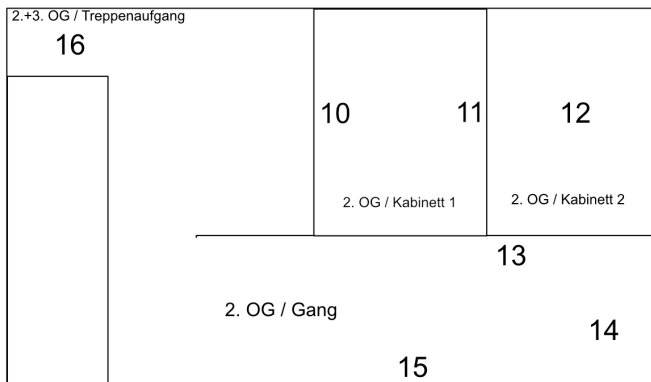 2.+3. OG / Treppenaufgang
16
10
11
12
2. OG / Kabinett 1
2. OG / Kabinett 2
13
2. OG / Gang
14
15